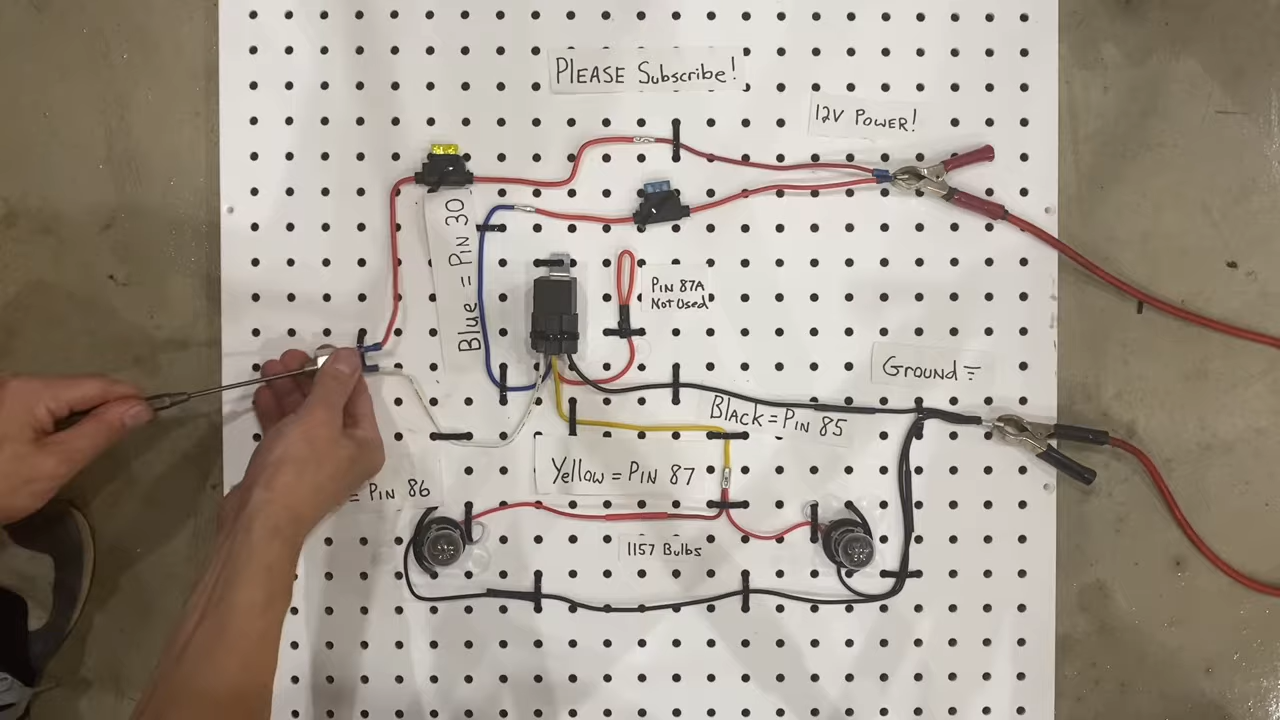 PLEASE Subscribe!
12V POWER!
Blue = PIN 30
PIN 87A
Not Used
Ground
Black = PIN 85
Yellow = PIN 87
= PIN 86
1157 Bulbs